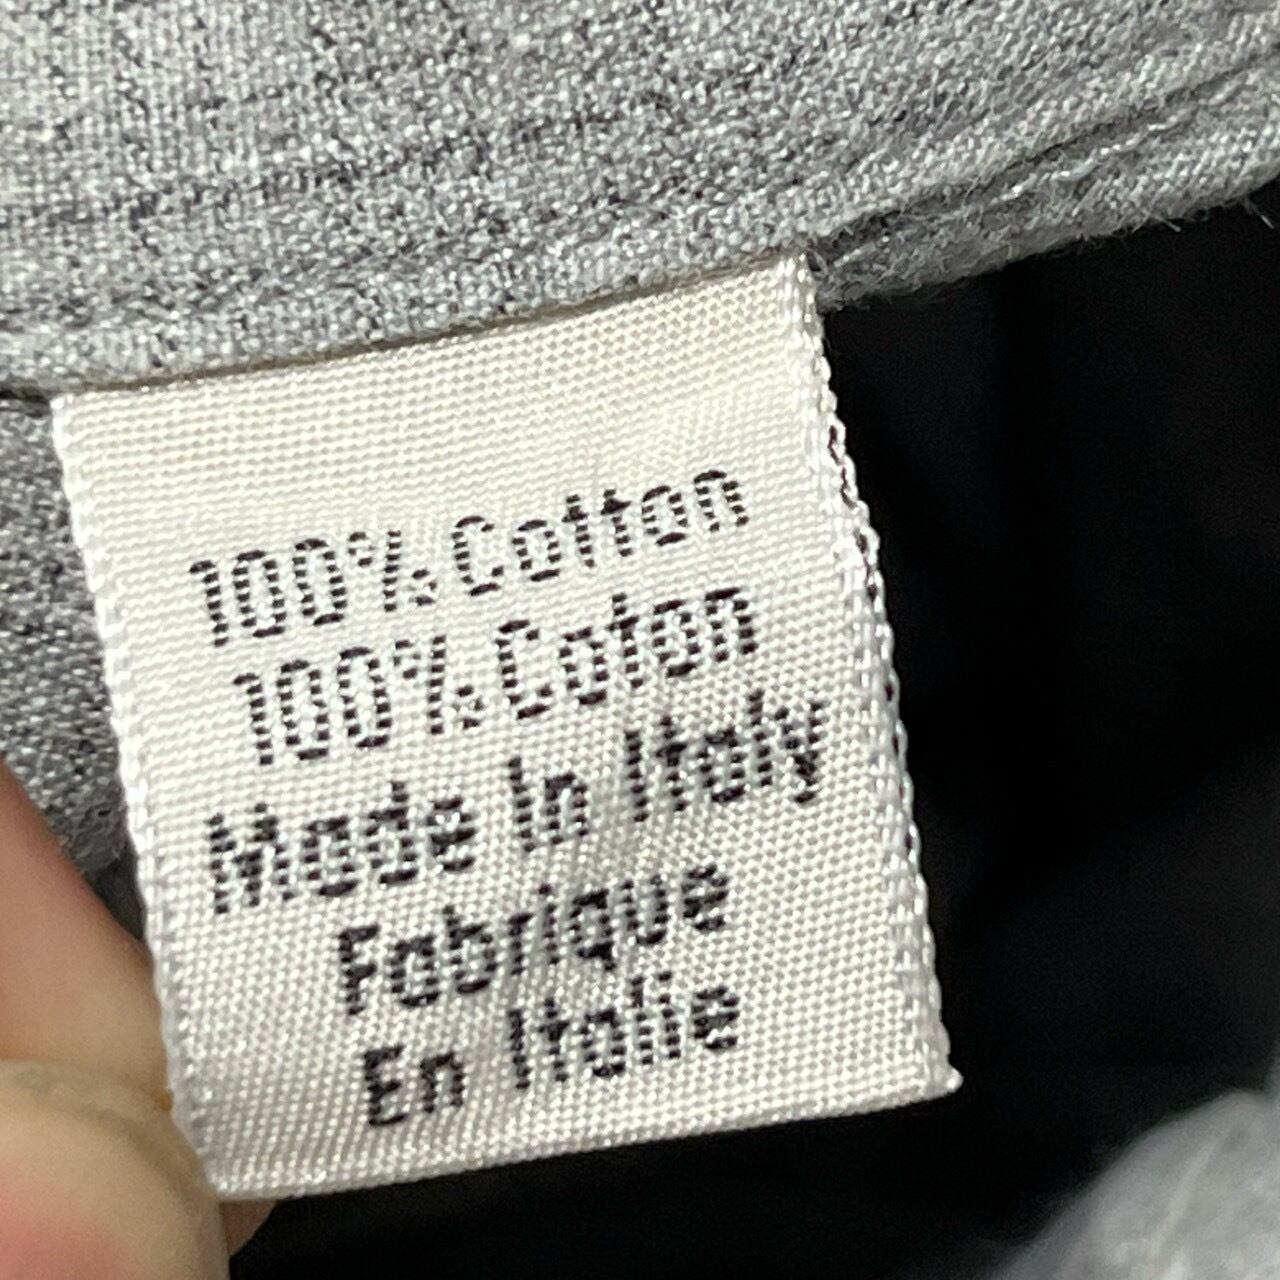 100% Cotton
100% Coton
Made In Italy
Fabrique
En Italie